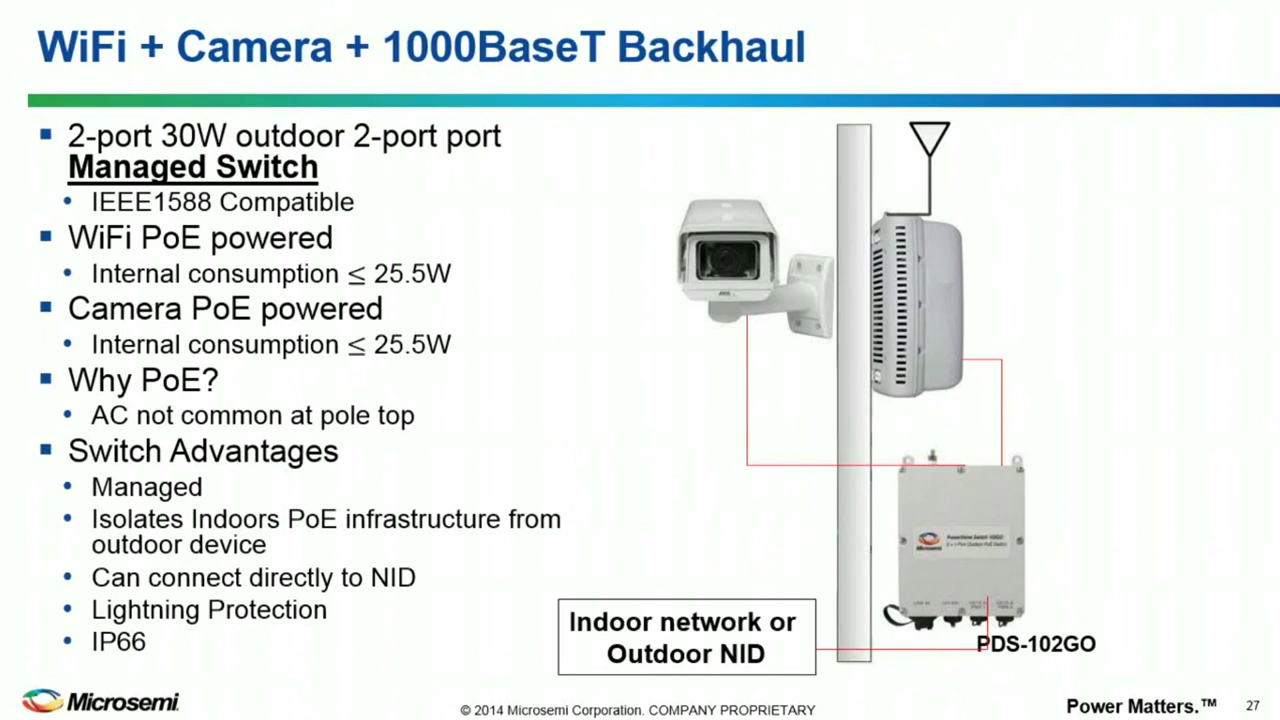 WiFi + Camera + 1000BaseT Backhaul
2-port 30W outdoor 2-port port
Managed Switch
IEEE1588 Compatible
WiFi PoE powered
Internal consumption ≤ 25.5W
Camera PoE powered
Internal consumption ≤ 25.5W
Why PoE?
AC not common at pole top
Switch Advantages
Managed
Isolates Indoors PoE infrastructure from
outdoor device
Can connect directly to NID
Lightning Protection
IP66
Microsemi
Indoor network or
Outdoor NID
PDS-102GO
Microsemi.
© 2014 Microsemi Corporation. COMPANY PROPRIETARY
Power Matters.™
27